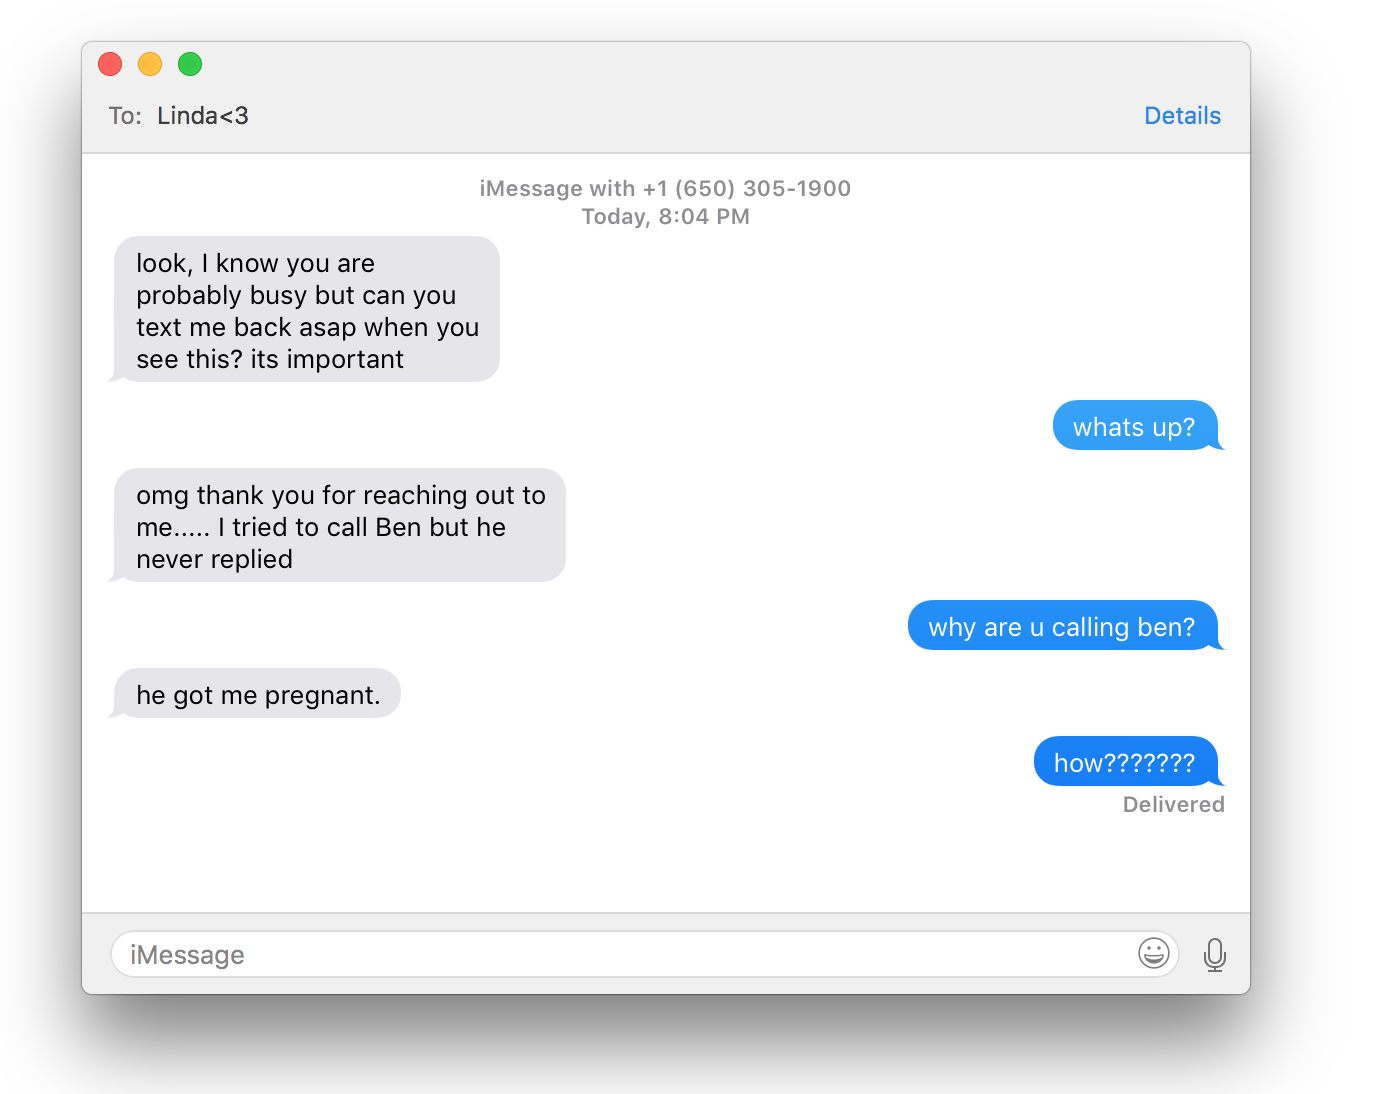 To: Linda<3
Details
iMessage with +1 (650) 305-1900
Today, 8:04 PM
look, I know you are
probably busy but can you
text me back asap when you
see this? its important
whats up?
omg thank you for reaching out to
me..... I tried to call Ben but he
never replied
why are u calling ben?
he got me pregnant.
how???????
Delivered
iMessage